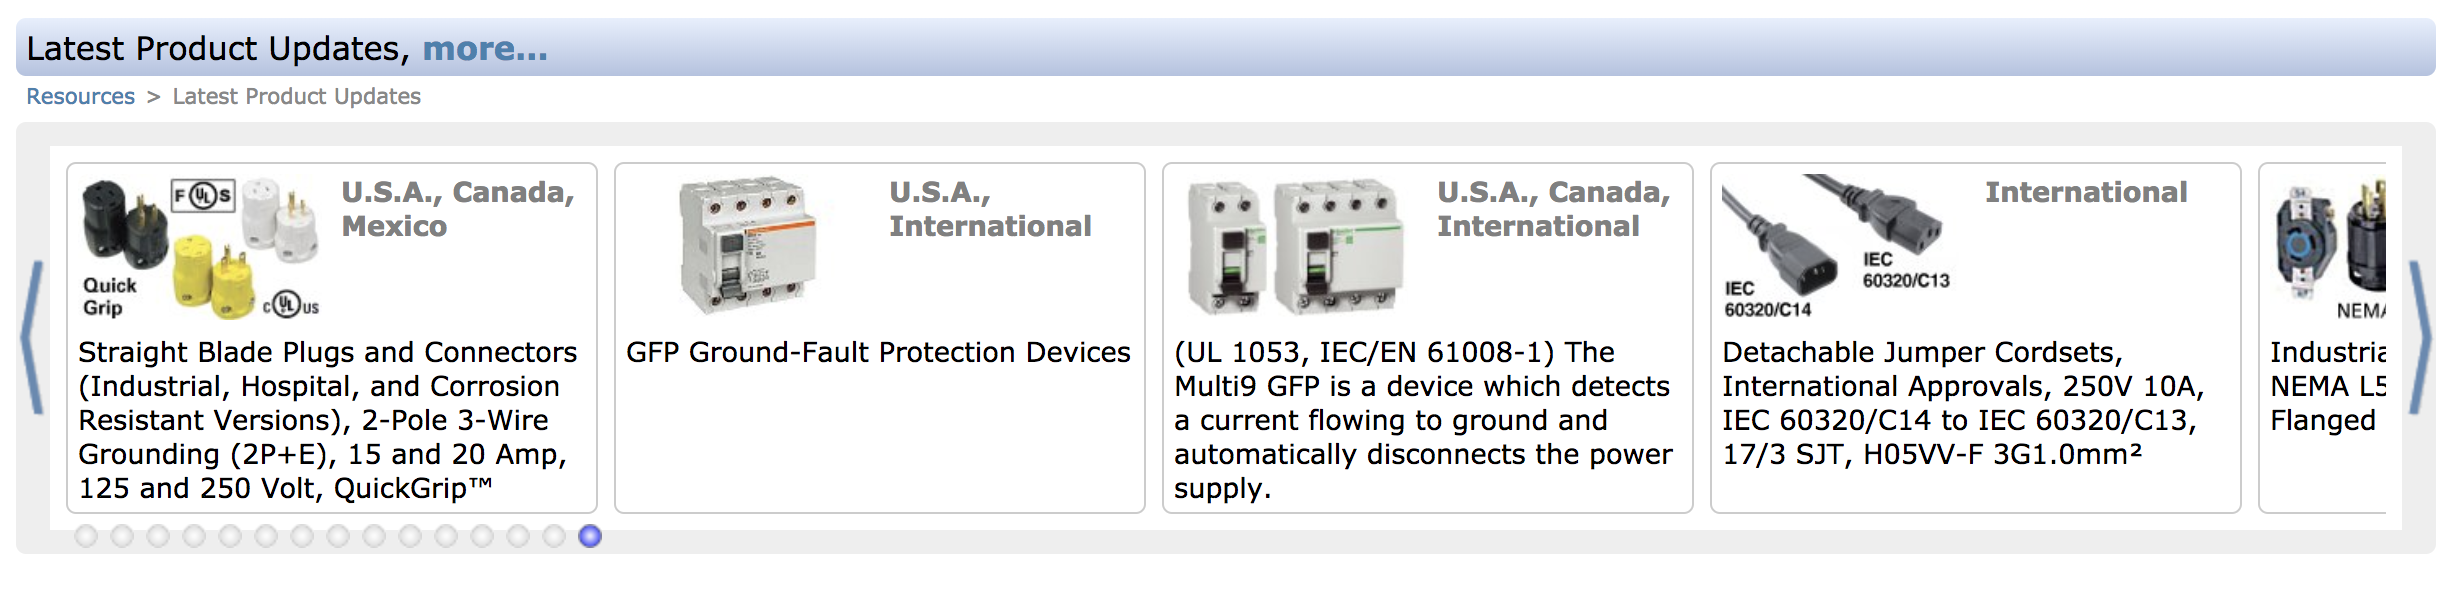 Latest Product Updates, more...
Resources > Latest Product Updates
F UL S
Quick
Grip
c UL US
U.S.A., Canada,
Mexico
Straight Blade Plugs and Connectors
(Industrial, Hospital, and Corrosion
Resistant Versions), 2-Pole 3-Wire
Grounding (2P+E), 15 and 20 Amp,
125 and 250 Volt, QuickGrip™
U.S.A.,
International
GFP Ground-Fault Protection Devices
U.S.A., Canada,
International
(UL 1053, IEC/EN 61008-1) The
Multi9 GFP is a device which detects
a current flowing to ground and
automatically disconnects the power
supply.
IEC
60320/C14
IEC
60320/C13
International
Detachable Jumper Cordsets,
International Approvals, 250V 10A,
IEC 60320/C14 to IEC 60320/C13,
17/3 SJT, H05VV-F 3G1.0mm²
NEMA
Industria
NEMA L5
Flanged